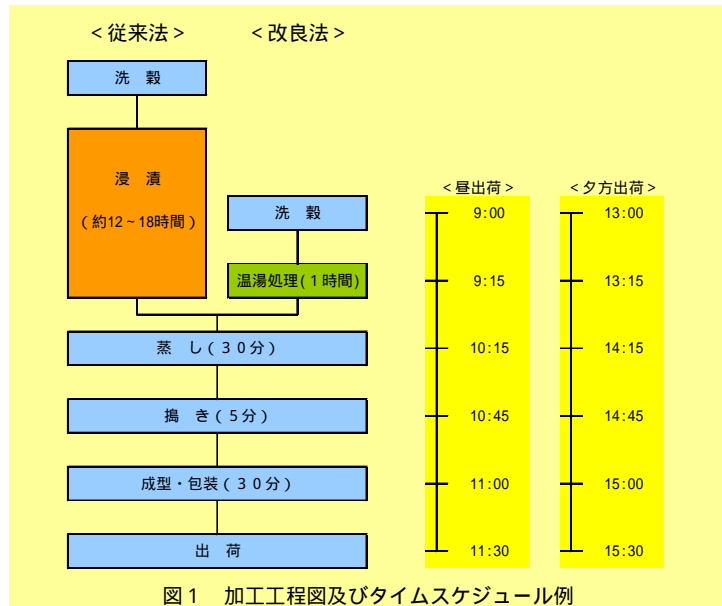 <従来法>
<改良法>
洗 穀
浸 漬
(約12~18時間)
洗 穀
温湯処理(1時間)
蒸 し(30分)
搗 き(5分)
成型・包装(30分)
出 荷
<昼出荷>
9:00
9:15
10:15
10:45
11:00
11:30
<夕方出荷>
13:00
13:15
14:15
14:45
15:00
15:30
図1 加工工程図及びタイムスケジュール例